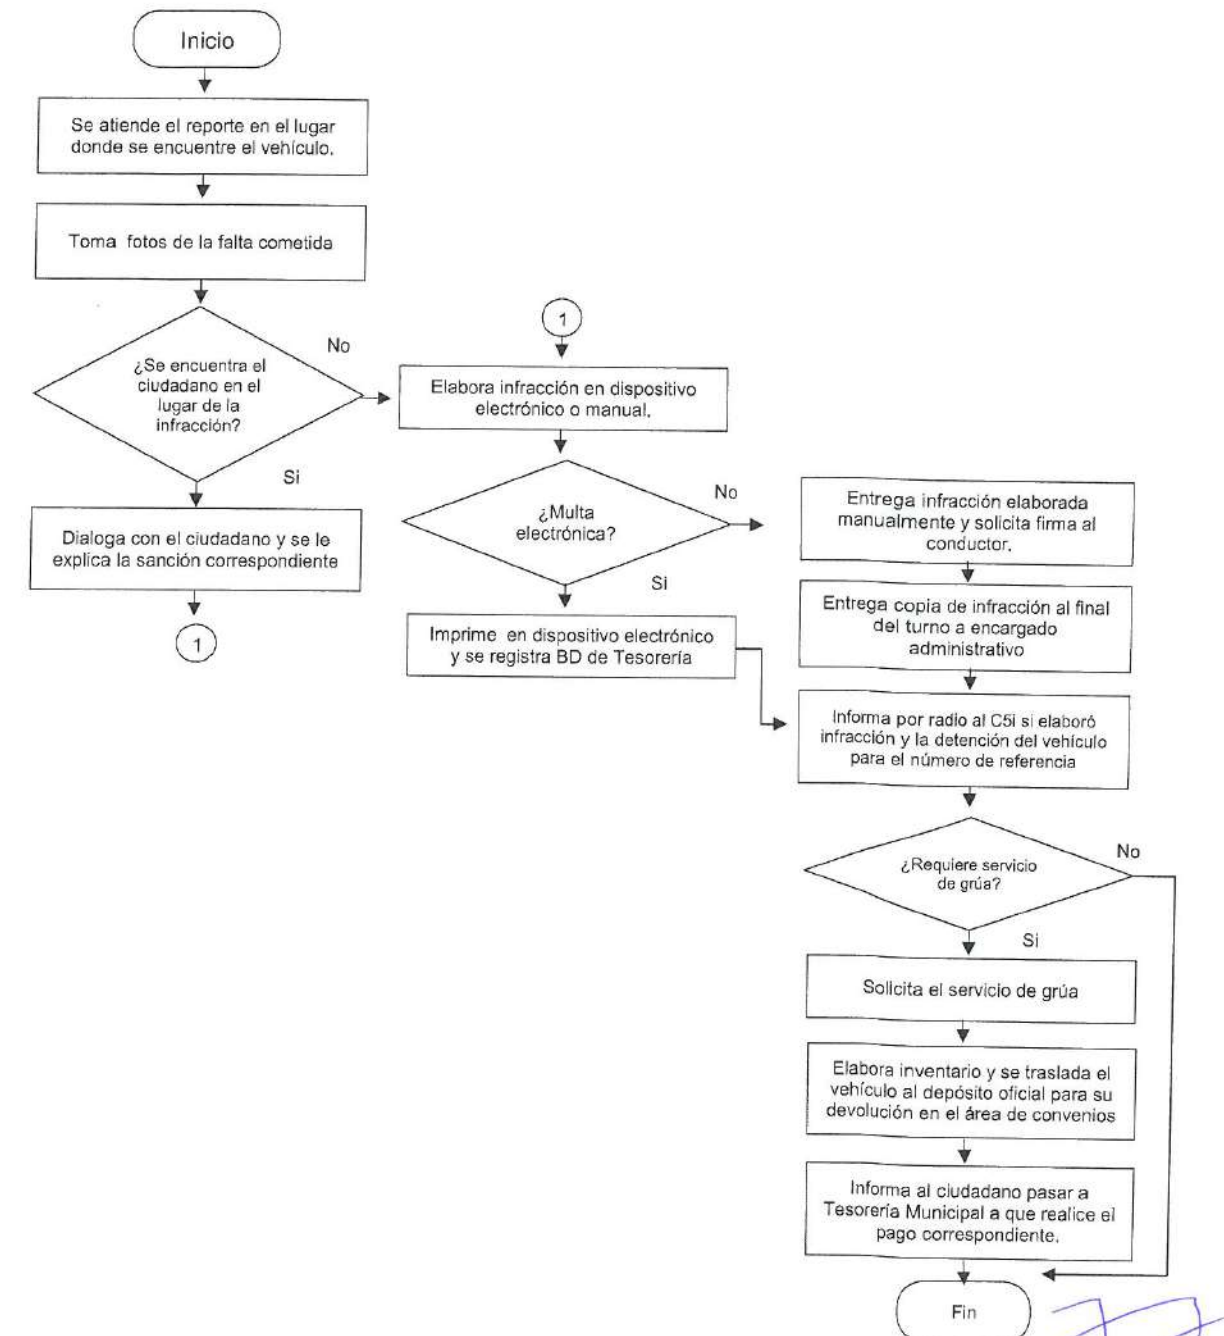 Inicio
Se atiende el reporte en el lugar
donde se encuentre el vehículo.
Toma fotos de la falta cometida
¿Se encuentra el
ciudadano en el
lugar de la
infracción?
No
Si
Dialoga con el ciudadano y se le
explica la sanción correspondiente
1
1
Elabora infracción en dispositivo
electrónico o manual.
¿Multa
electrónica?
No
Si
Imprime en dispositivo electrónico
y se registra BD de Tesorería
Entrega infracción elaborada
manualmente y solicita firma al
conductor.
Entrega copia de infracción al final
del turno a encargado
administrativo
Informa por radio al C5i si elaboró
infracción y la detención del vehículo
para el número de referencia
¿Requiere servicio
de grúa?
No
Si
Solicita el servicio de grúa
Elabora inventario y se traslada el
vehículo al depósito oficial para su
devolución en el área de convenios
Informa al ciudadano pasar a
Tesorería Municipal a que realice el
pago correspondiente.
Fin